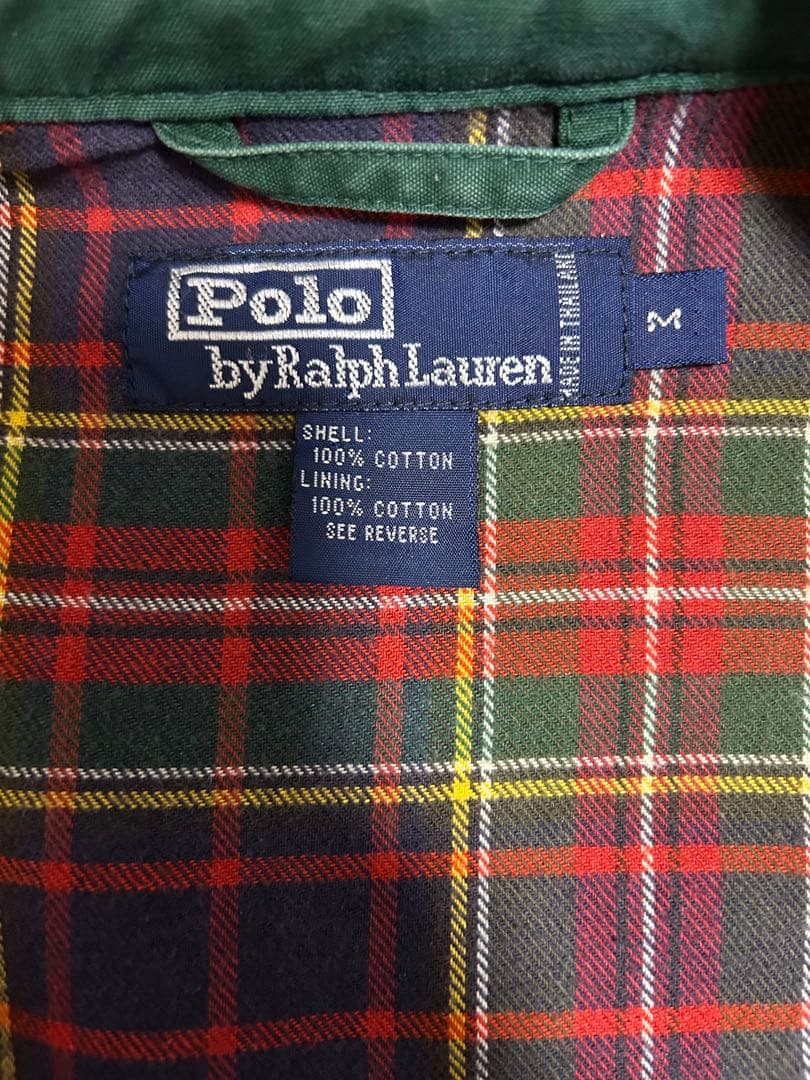 Polo
by Ralph Lauren
MADE IN THAILAND
M
SHELL:
100% COTTON
LINING:
100% COTTON
SEE REVERSE